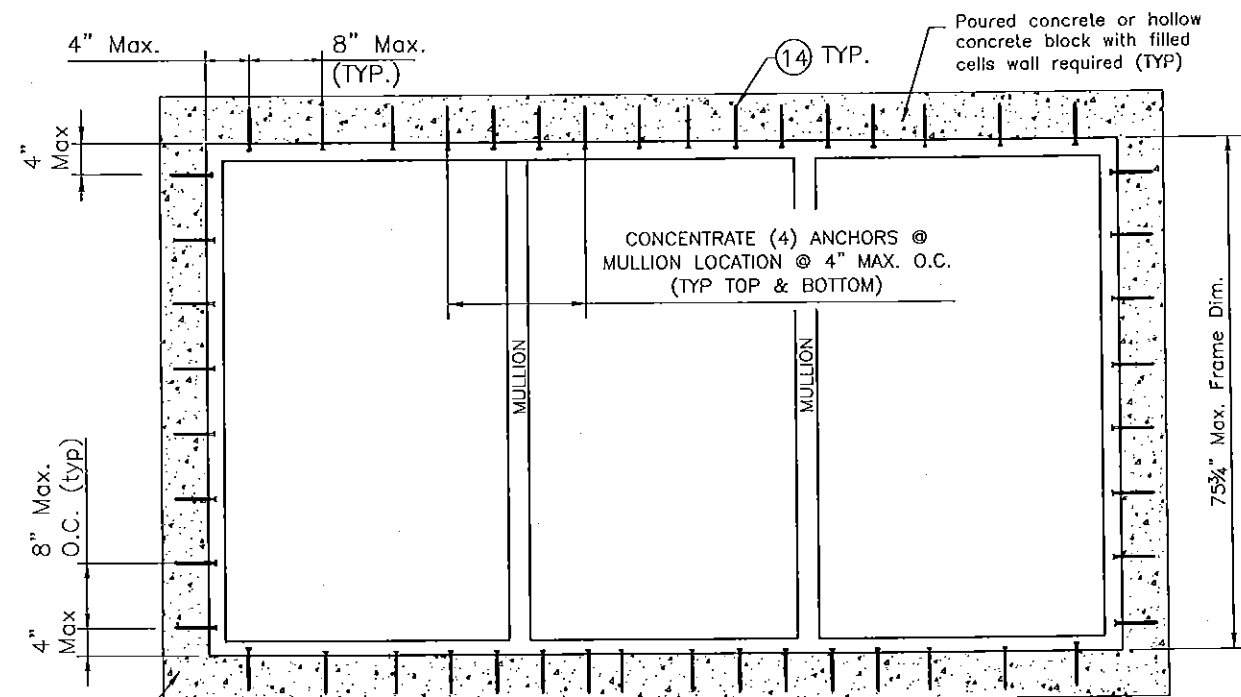 4" Max.
8" Max.
(TYP.)
14 TYP.
Poured concrete or hollow
concrete block with filled
cells wall required (TYP)
4"
Max
CONCENTRATE (4) ANCHORS @
MULLION LOCATION @ 4" MAX. O.C.
(TYP TOP & BOTTOM)
MULLION
MULLION
75¾" Max. Frame Dim.
8" Max.
O.C. (typ)
4"
Max